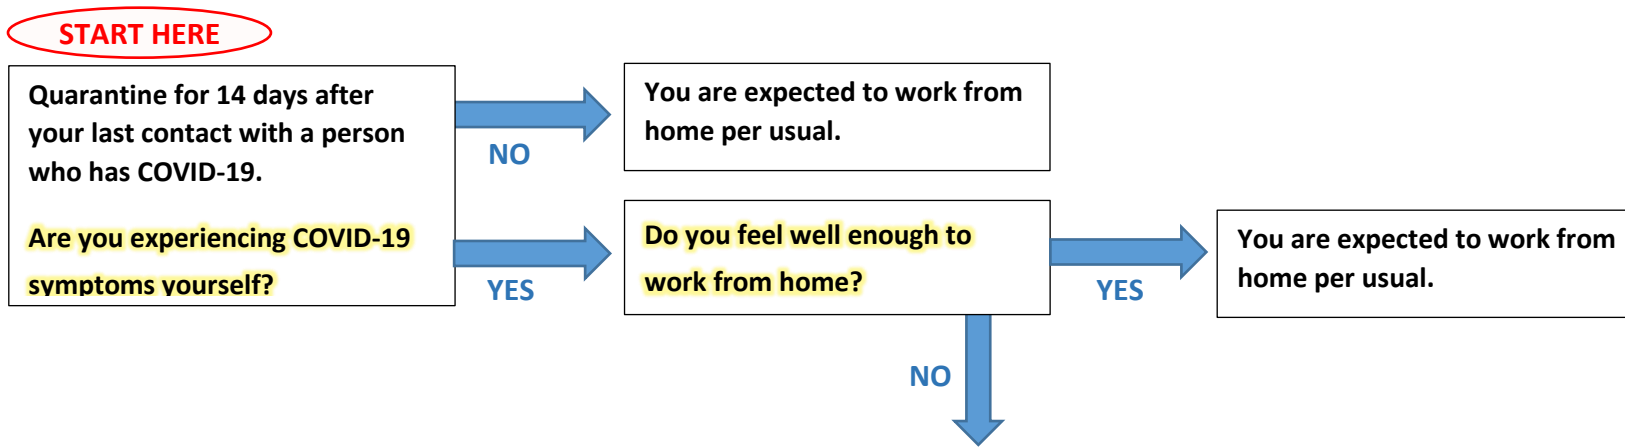 START HERE
Quarantine for 14 days after
your last contact with a person
who has COVID-19.
Are you experiencing COVID-19
symptoms yourself?
NO
You are expected to work from
home per usual.
YES
Do you feel well enough to
work from home?
YES
You are expected to work from
home per usual.
NO